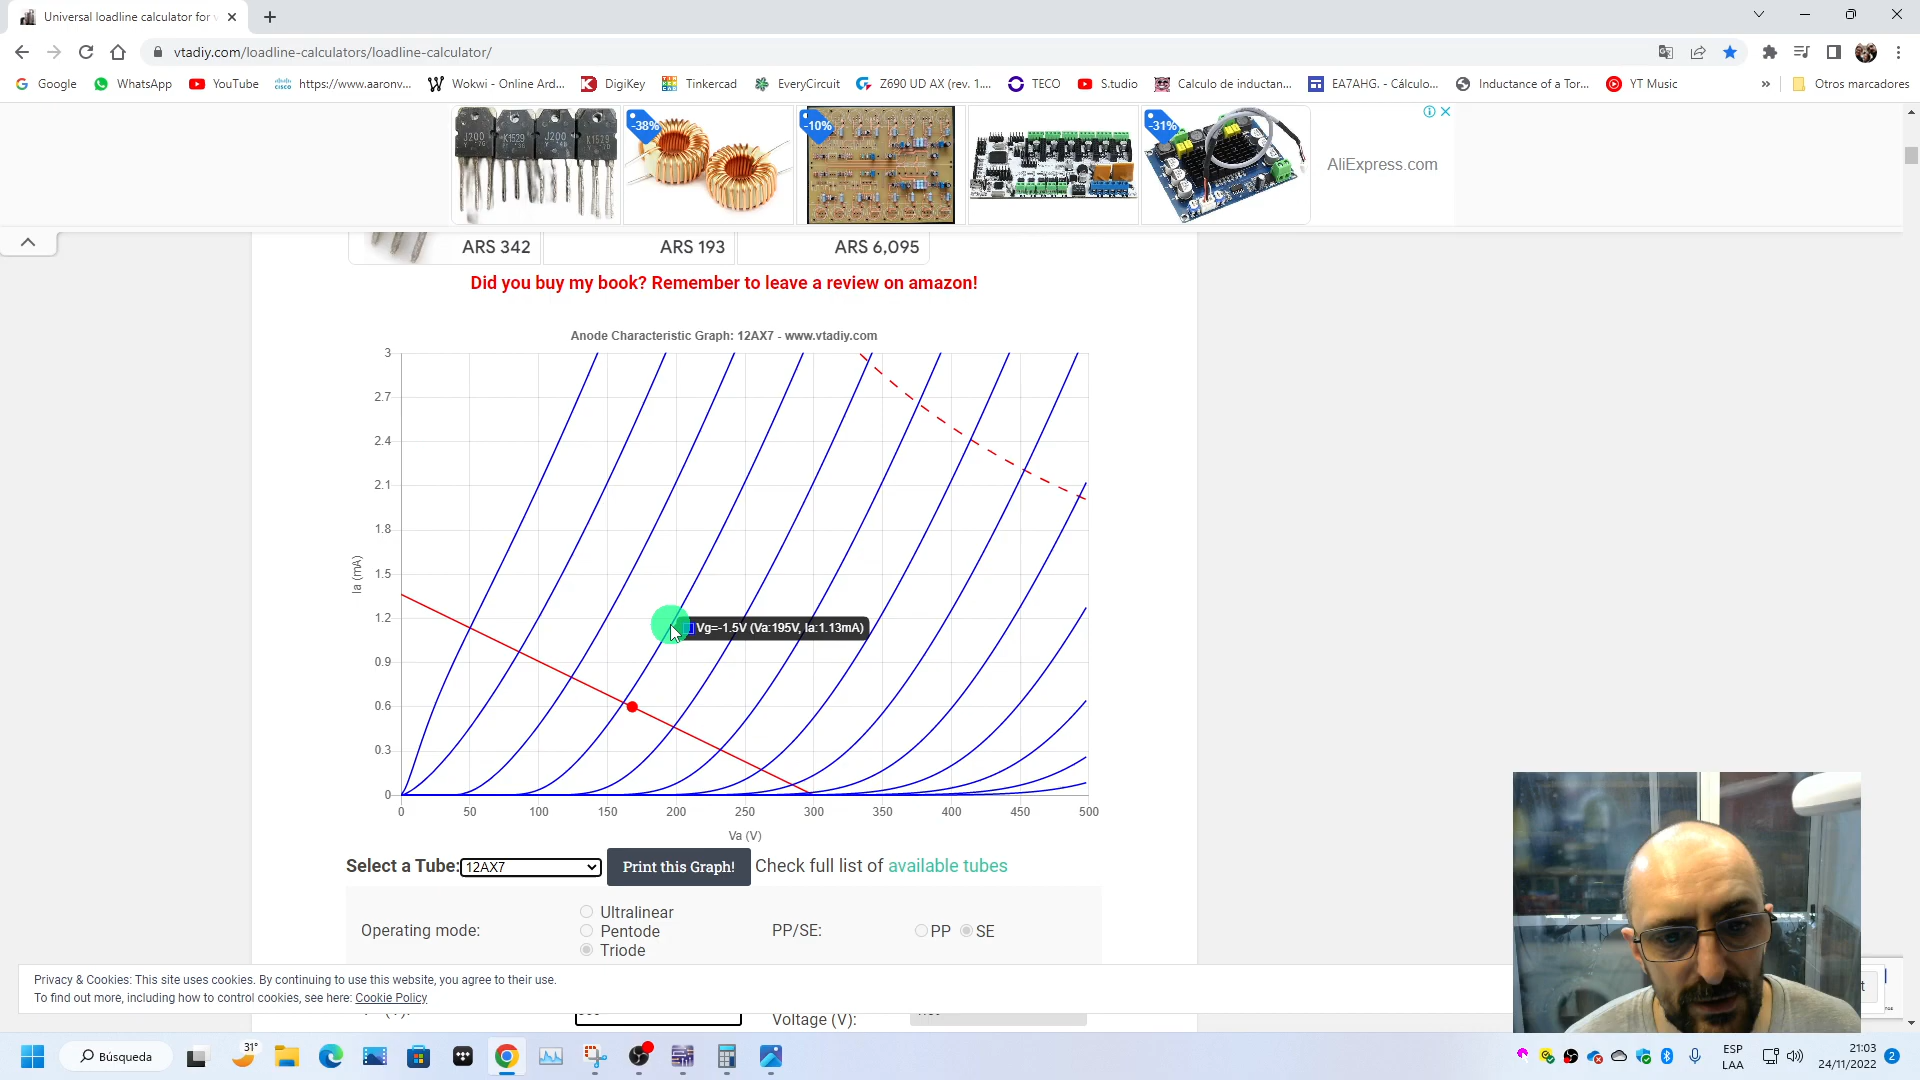 Universal loadline calculator for v
vtadiy.com/loadline-calculators/loadline-calculator/
Google
WhatsApp
YouTube
https://www.aaronv...
Wokwi - Online Ard...
DigiKey
Tinkercad
EveryCircuit
Z690 UD AX (rev. 1....
TECO
S.tudio
Calculo de inductan...
EA7AHG. - Cálculo...
Inductance of a Tor...
YT Music
»
Otros marcadores
J200
K1529
J200
K1529
-38%
-10%
-31%
AliExpress.com
ARS 342
ARS 193
ARS 6,095
Did you buy my book? Remember to leave a review on amazon!
Anode Characteristic Graph: 12AX7 - www.vtadiy.com
3
2.7
2.4
2.1
1.8
1.5
1.2
0.9
0.6
0.3
0
Ia (mA)
Vg=-1.5V (Va:195V, Ia:1.13mA)
0 50 100 150 200 250 300 350 400 450 500
Va (V)
Select a Tube: 12AX7 Print this Graph! Check full list of available tubes
Operating mode:
Ultralinear
Pentode
Triode
PP/SE:
PP SE
Voltage (V):
Privacy & Cookies: This site uses cookies. By continuing to use this website, you agree to their use.
To find out more, including how to control cookies, see here: Cookie Policy
Búsqueda
31°
ESP
LAA
21:03
24/11/2022
2